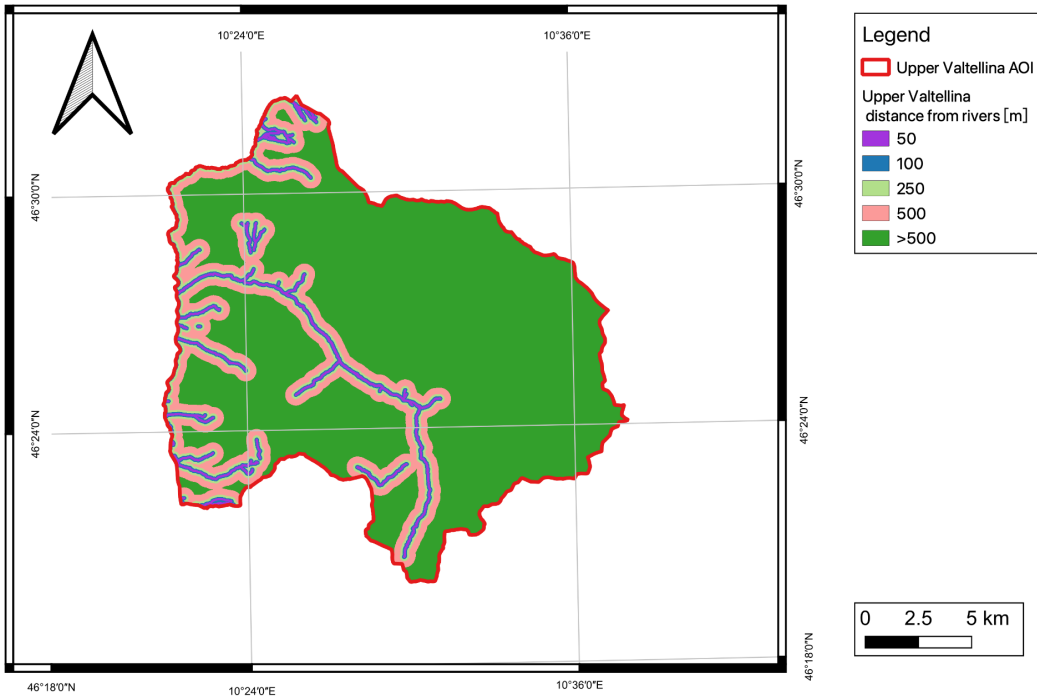 10°24'0"E
10°36'0"E
46°30'0"N
46°30'0"N
46°24'0"N
46°24'0"N
46°18'0"N
46°18'0"N
10°24'0"E
10°36'0"E
Legend
Upper Valtellina AOI
Upper Valtellina
distance from rivers [m]
50
100
250
500
>500
0 2.5 5 km